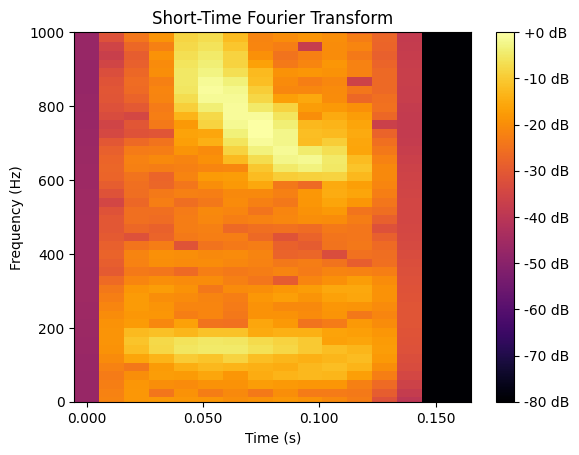 Short-Time Fourier Transform
1000
800
600
400
200
0
Frequency (Hz)
0.000
0.050
0.100
0.150
Time (s)
+0 dB
-10 dB
-20 dB
-30 dB
-40 dB
-50 dB
-60 dB
-70 dB
-80 dB